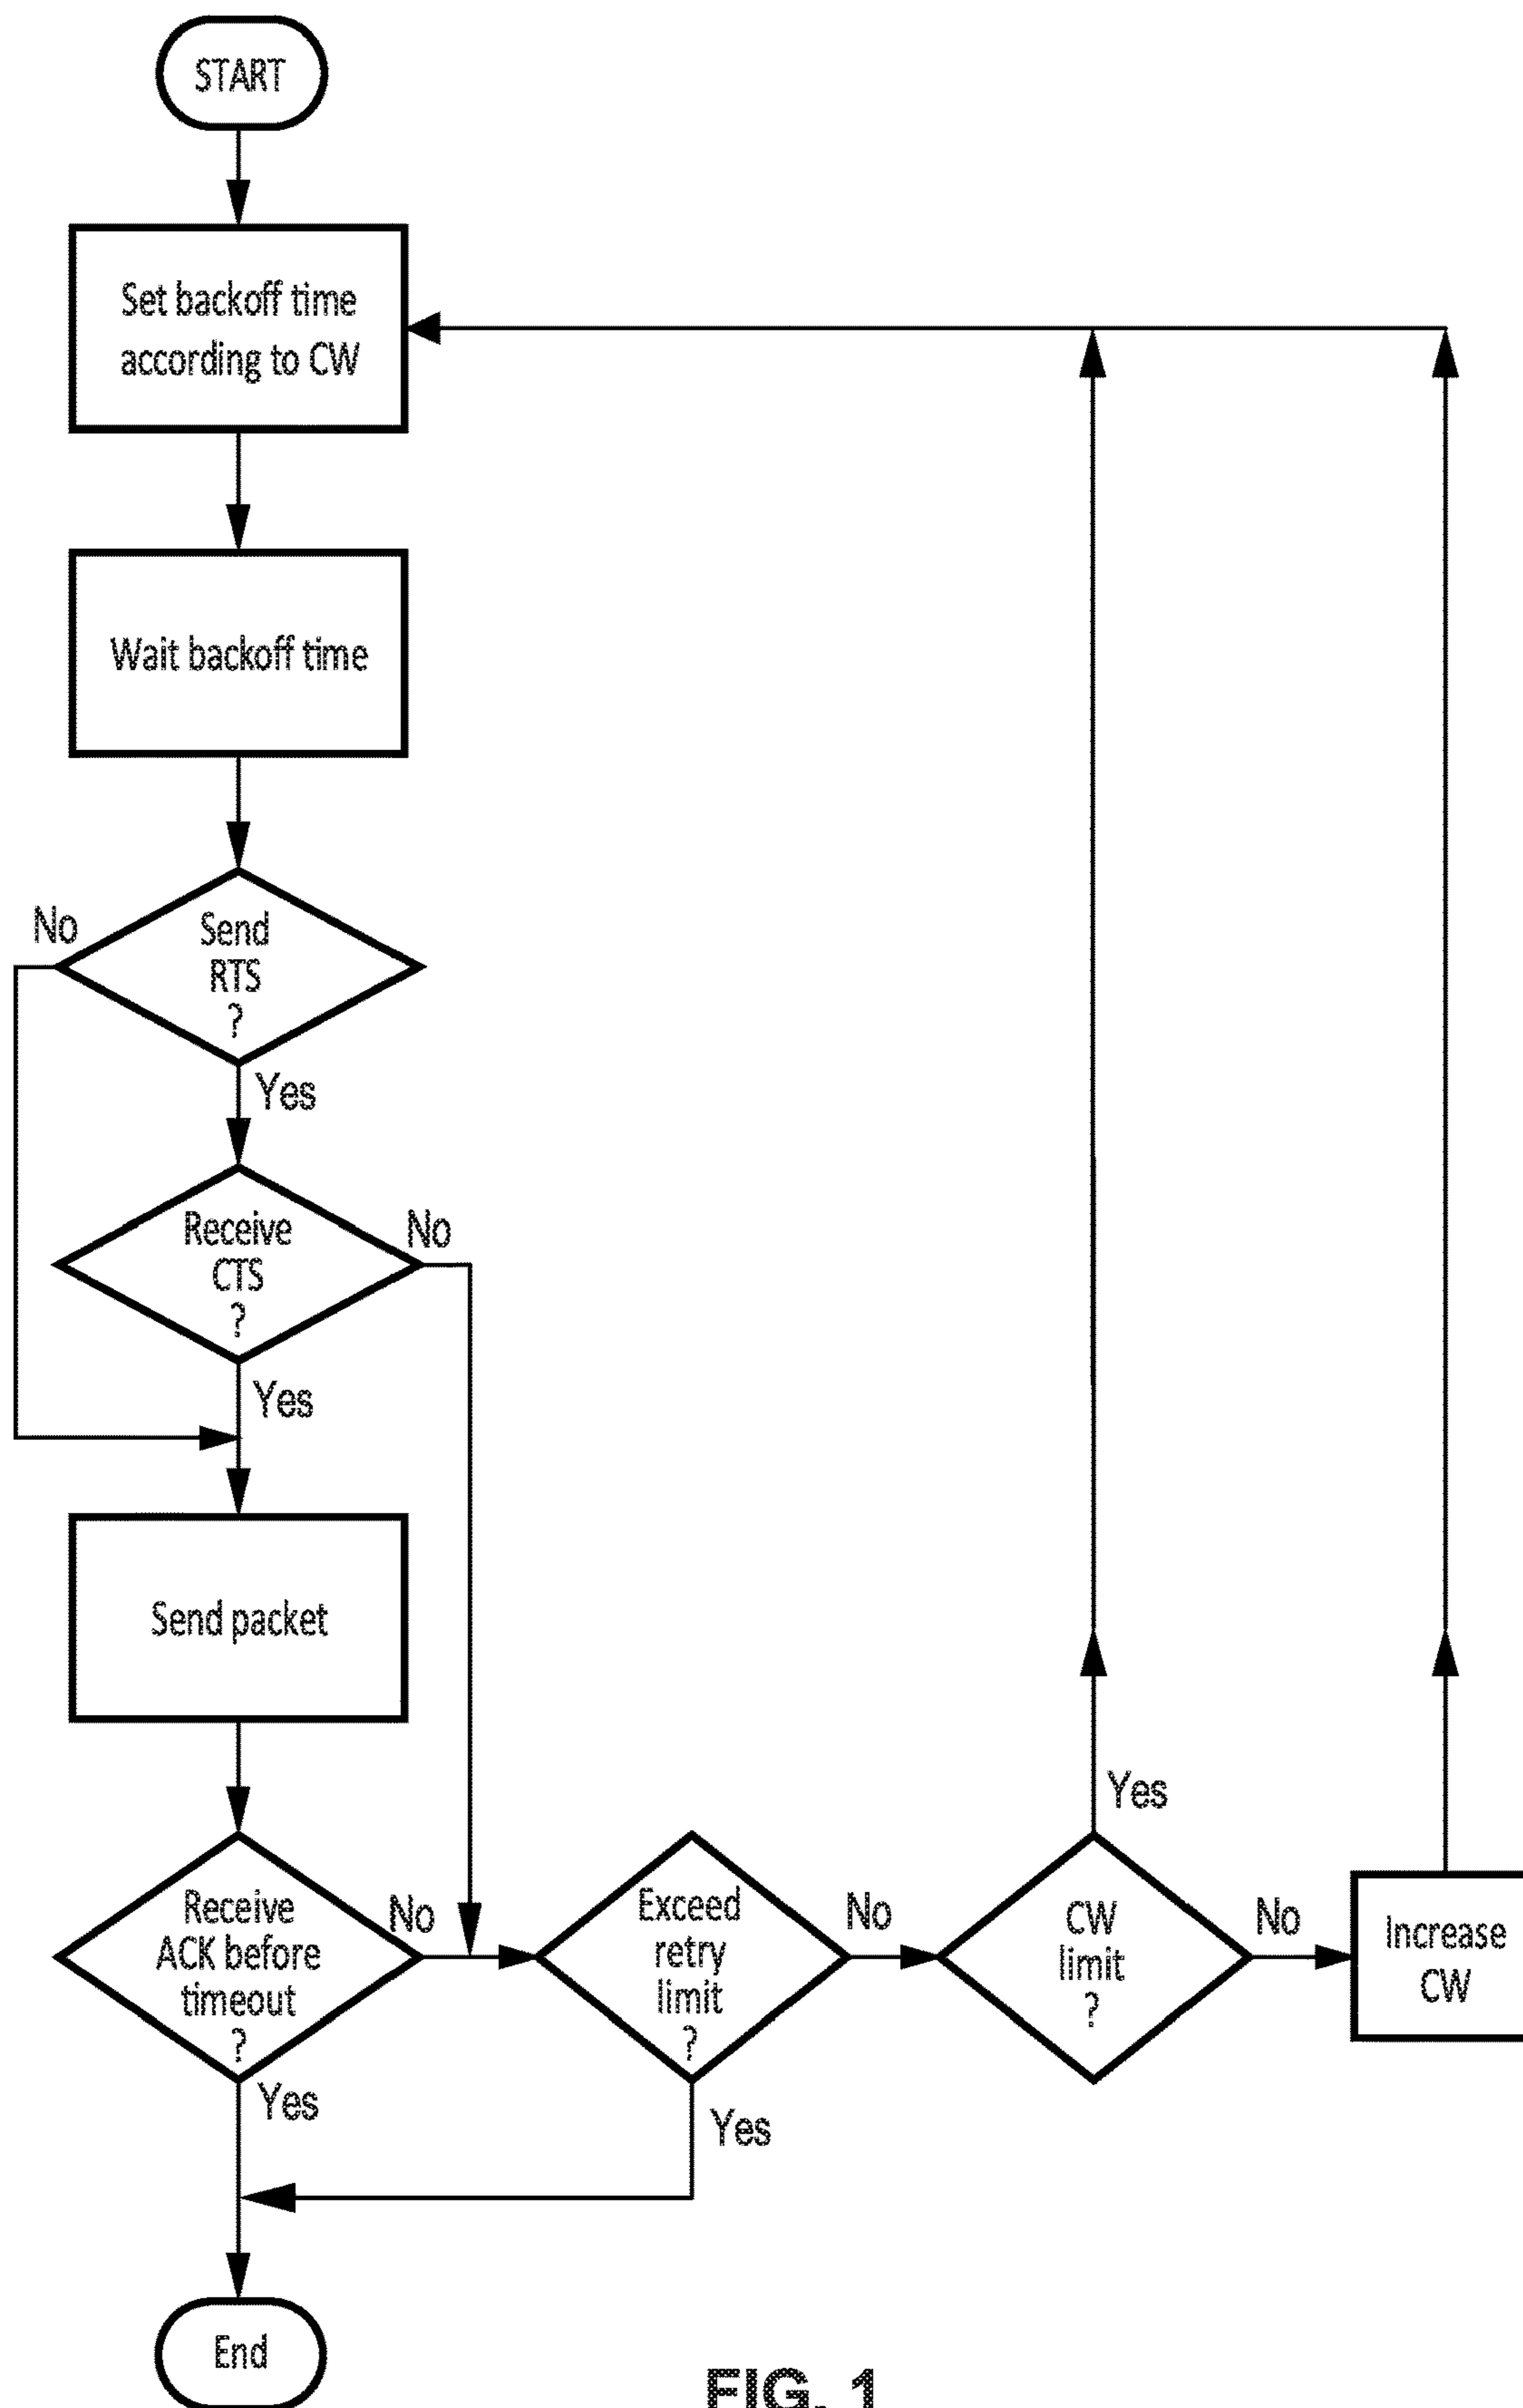 START
Set backoff time
according to CW
Wait backoff time
No
Send
RTS
?
Yes
Receive
CTS
?
No
Yes
Send packet
Receive
ACK before
timeout
?
No
Yes
Exceed
retry
limit
?
No
Yes
CW
limit
?
Yes
No
Increase
CW
End
FIG. 1